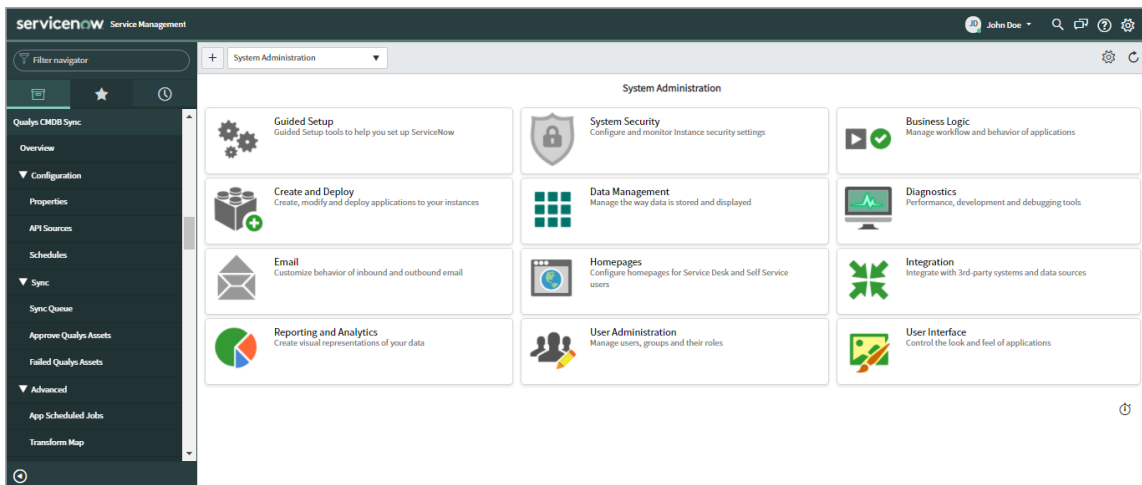 servicenow Service Management
JD John Doe
Filter navigator
System Administration
Qualys CMDB Sync
Overview
Configuration
Properties
API Sources
Schedules
Sync
Sync Queue
Approve Qualys Assets
Failed Qualys Assets
Advanced
App Scheduled Jobs
Transform Map
System Administration
Guided Setup
Guided Setup tools to help you set up ServiceNow
System Security
Configure and monitor Instance security settings
Business Logic
Manage workflow and behavior of applications
Create and Deploy
Create, modify and deploy applications to your instances
Data Management
Manage the way data is stored and displayed
Diagnostics
Performance, development and debugging tools
Email
Customize behavior of inbound and outbound email
Homepages
Configure homepages for Service Desk and Self Service
users
Integration
Integrate with 3rd-party systems and data sources
Reporting and Analytics
Create visual representations of your data
User Administration
Manage users, groups and their roles
User Interface
Control the look and feel of applications